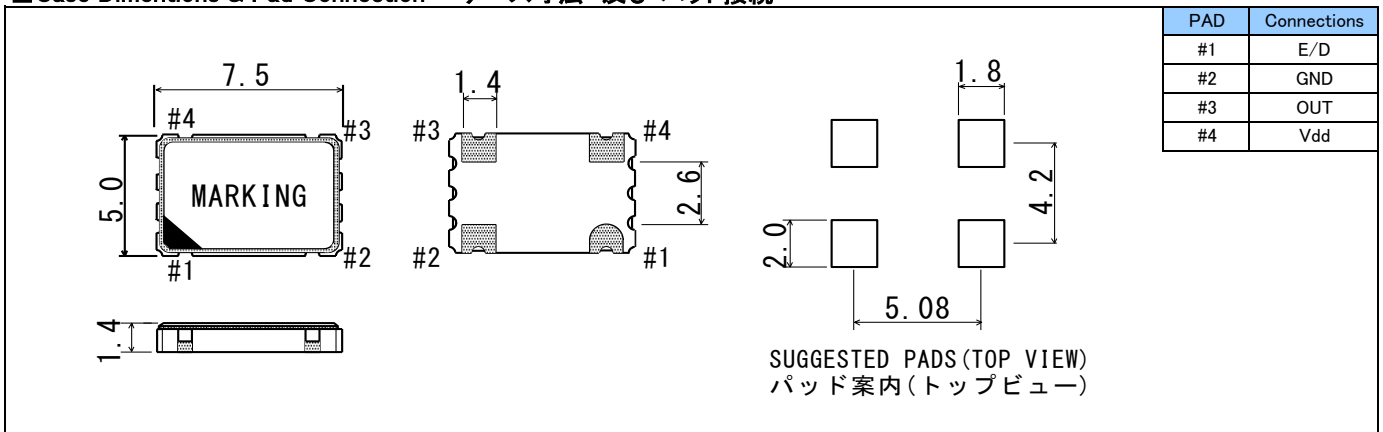 PAD Connections
#1 E/D
#2 GND
#3 OUT
#4 Vdd
7.5
#4 #3
5.0
MARKING
#1 #2
1.4
1.4
#3 #4
2.6
#2 #1
1.8
4.2
2.0
5.08
SUGGESTED PADS(TOP VIEW)
パッド案内(トップビュー)